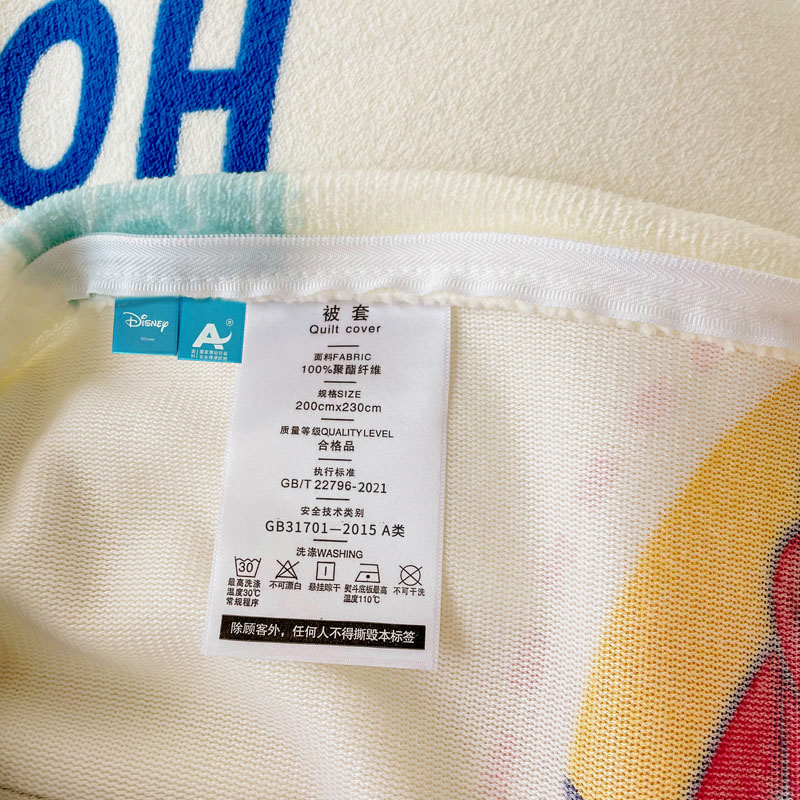 OH
Disney
A®
被套
Quilt cover
面料FABRIC
100%聚酯纤维
规格SIZE
200cmx230cm
质量等级QUALITY LEVEL
合格品
执行标准
GB/T 22796-2021
安全技术类别
GB31701—2015 A类
洗涤WASHING
30
最高洗涤
温度30℃
常规程序
不可漂白
悬挂晾干
熨斗底板最高
温度110℃
不可干洗
除顾客外，任何人不得撕毁本标签